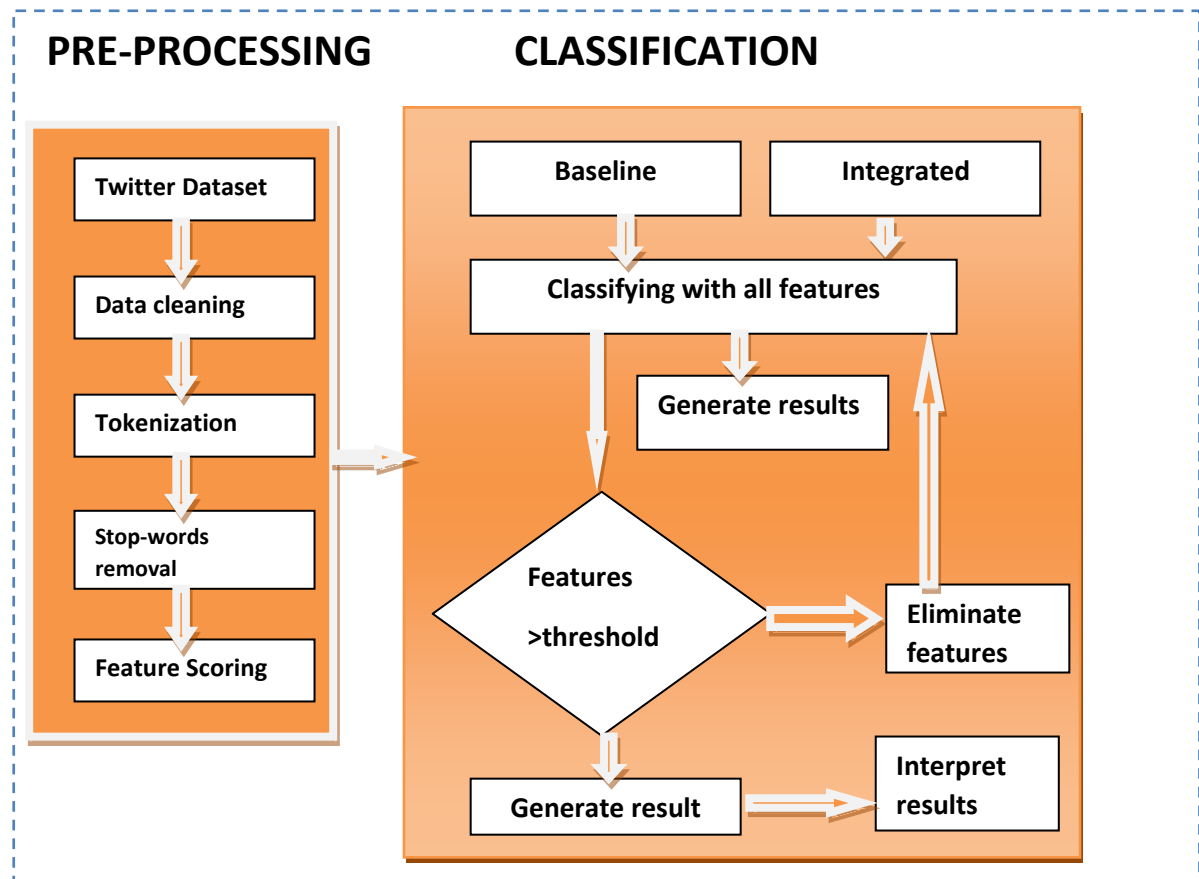 PRE-PROCESSING
CLASSIFICATION
Twitter Dataset
Data cleaning
Tokenization
Stop-words
removal
Feature Scoring
Baseline
Integrated
Classifying with all features
Generate results
Features
>threshold
Eliminate
features
Generate result
Interpret
results